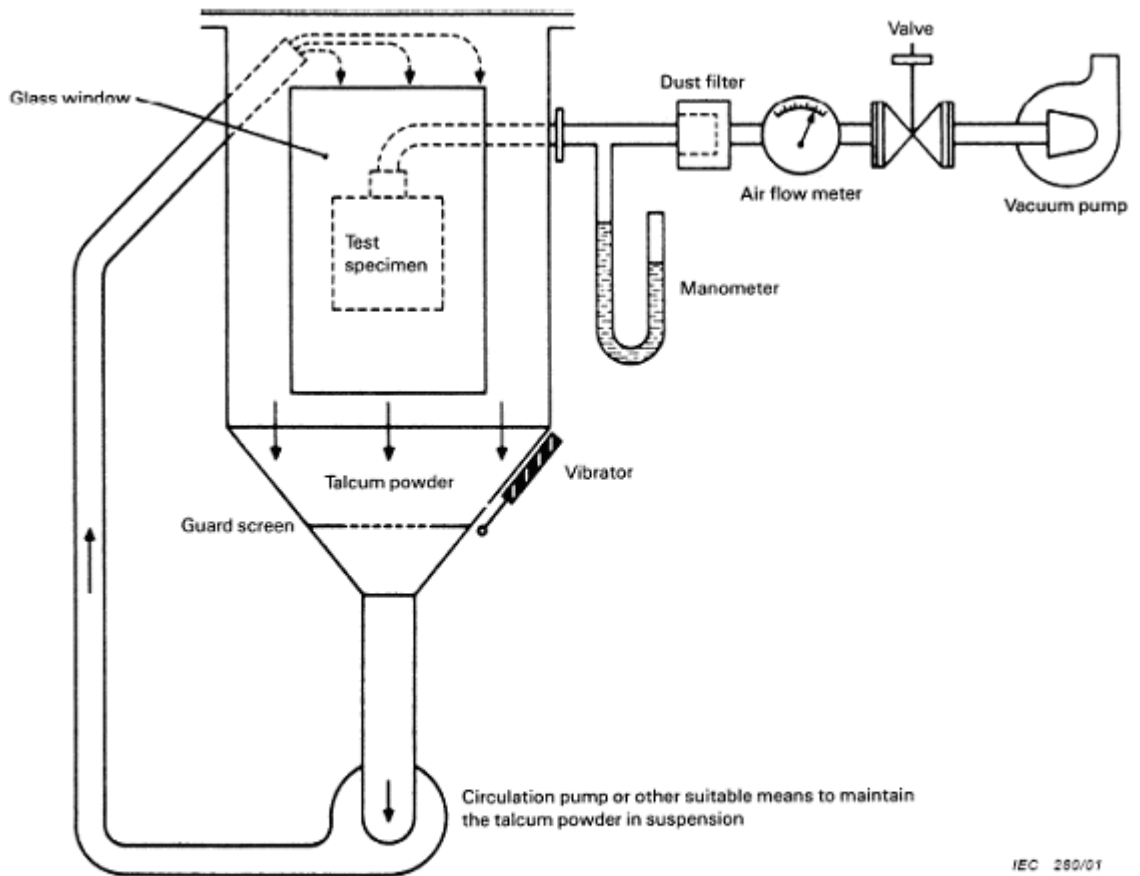 Valve
Glass window
Dust filter
Air flow meter
Vacuum pump
Test
specimen
Manometer
Talcum powder
Vibrator
Guard screen
Circulation pump or other suitable means to maintain
the talcum powder in suspension
IEC 280/01